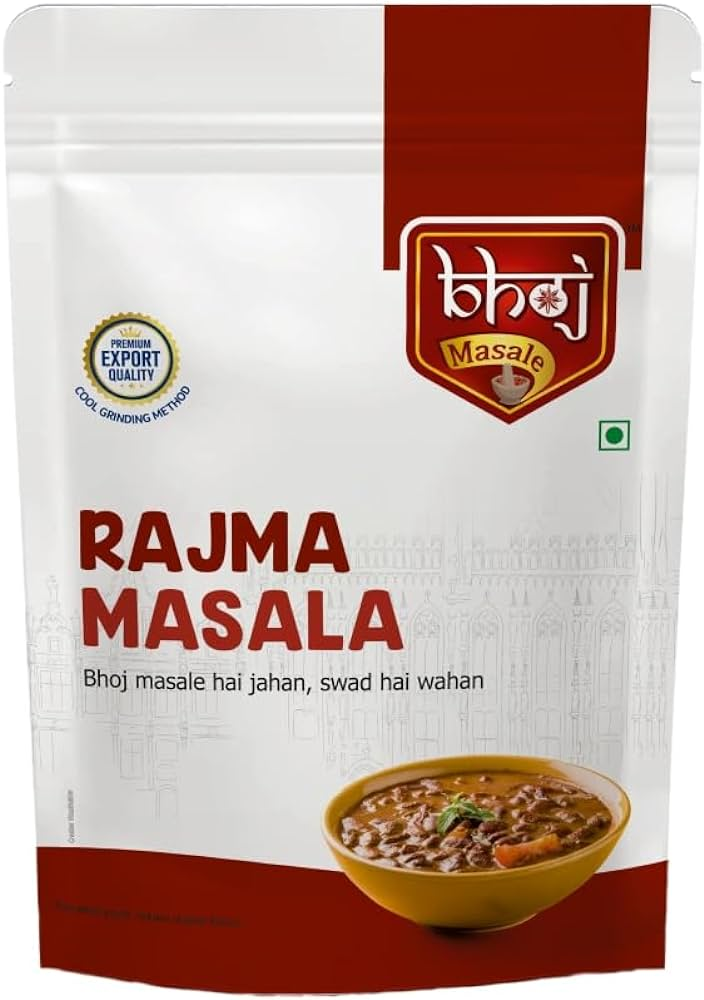 bhoj
Masale
PREMIUM
EXPORT
QUALITY
COOL GRINDING METHOD
RAJMA
MASALA
Bhoj masale hai jahan, swad hai wahan